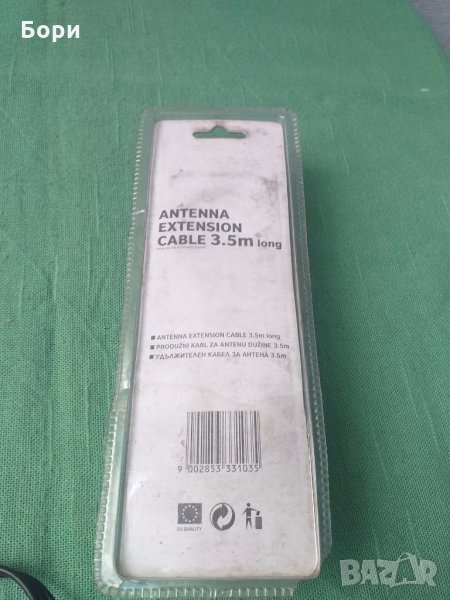 Бори
ANTENNA
EXTENSION
CABLE 3.5m long
■ ANTENNA EXTENSION CABLE 3.5m long
■ PRODUŽNI KABL ZA ANTENU DUŽINE 3.5m
■ УДЪЛЖИТЕЛЕН КАБЕЛ ЗА АНТЕНА 3.5m
9 002853 331035
EU QUALITY
BAZAR